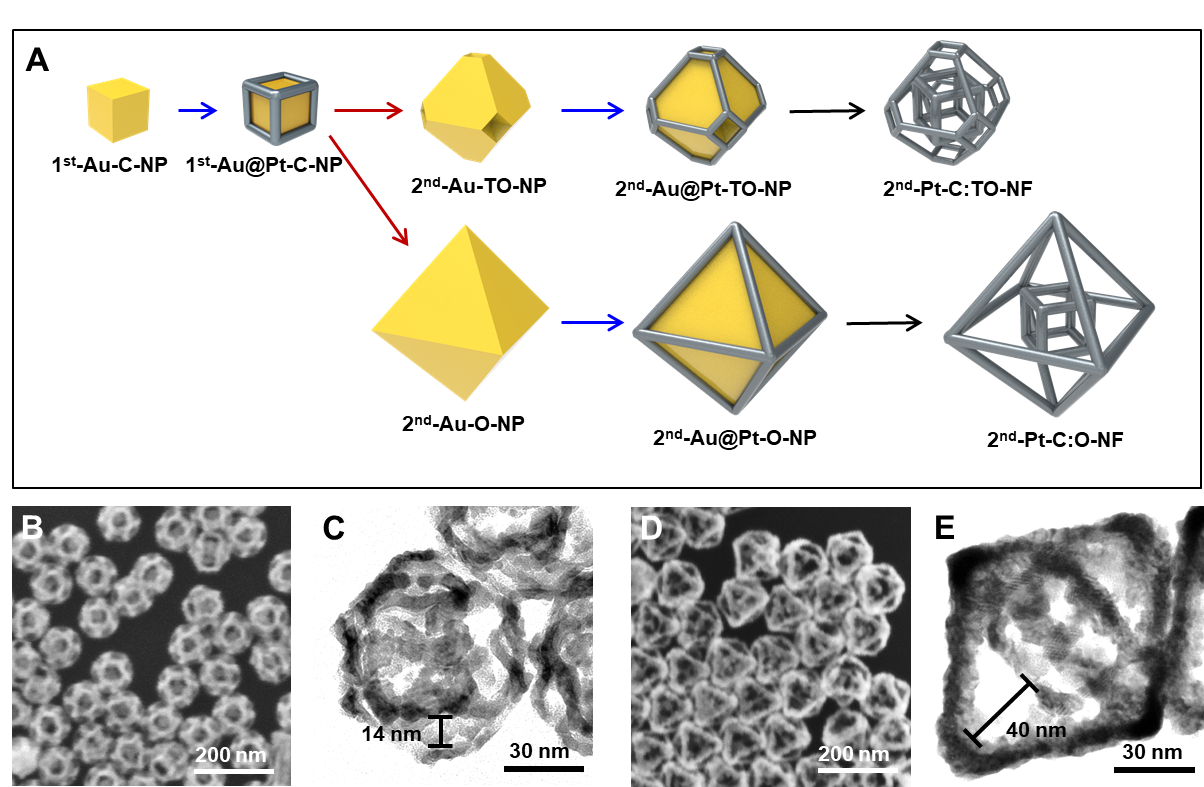 A
1st-Au-C-NP
1st-Au@Pt-C-NP
2nd-Au-TO-NP
2nd-Au@Pt-TO-NP
2nd-Pt-C:TO-NF
2nd-Au-O-NP
2nd-Au@Pt-O-NP
2nd-Pt-C:O-NF
B
200 nm
C
14 nm
30 nm
D
200 nm
E
40 nm
30 nm